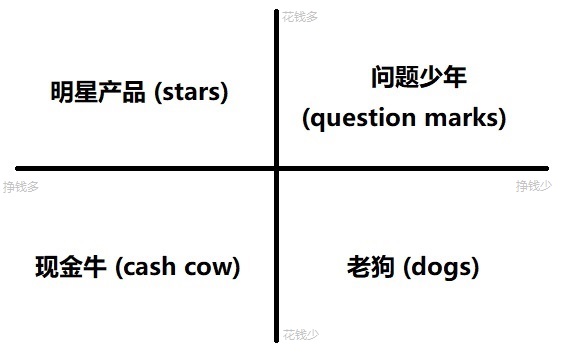 花钱多
明星产品 (stars)
问题少年
(question marks)
挣钱多
挣钱少
现金牛 (cash cow)
老狗 (dogs)
花钱少